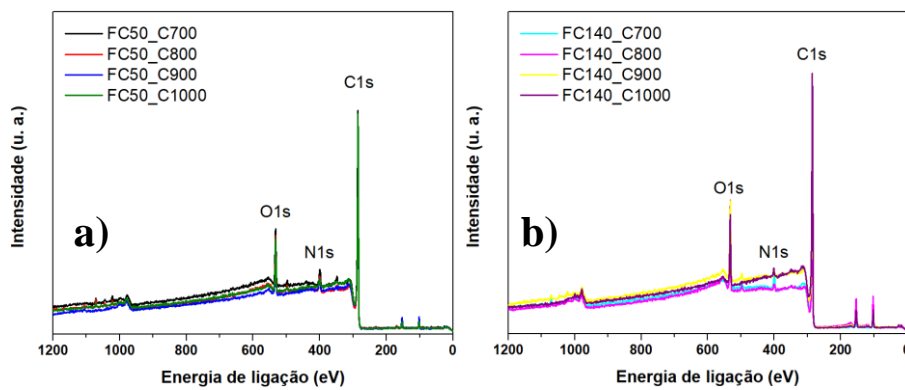 FC50_C700
FC50_C800
FC50_C900
FC50_C1000
C1s
O1s
N1s
a)
Intensidade (u. a.)
1200 1000 800 600 400 200 0
Energia de ligação (eV)
FC140_C700
FC140_C800
FC140_C900
FC140_C1000
C1s
O1s
N1s
b)
Intensidade (u. a.)
1200 1000 800 600 400 200 0
Energia de ligação (eV)